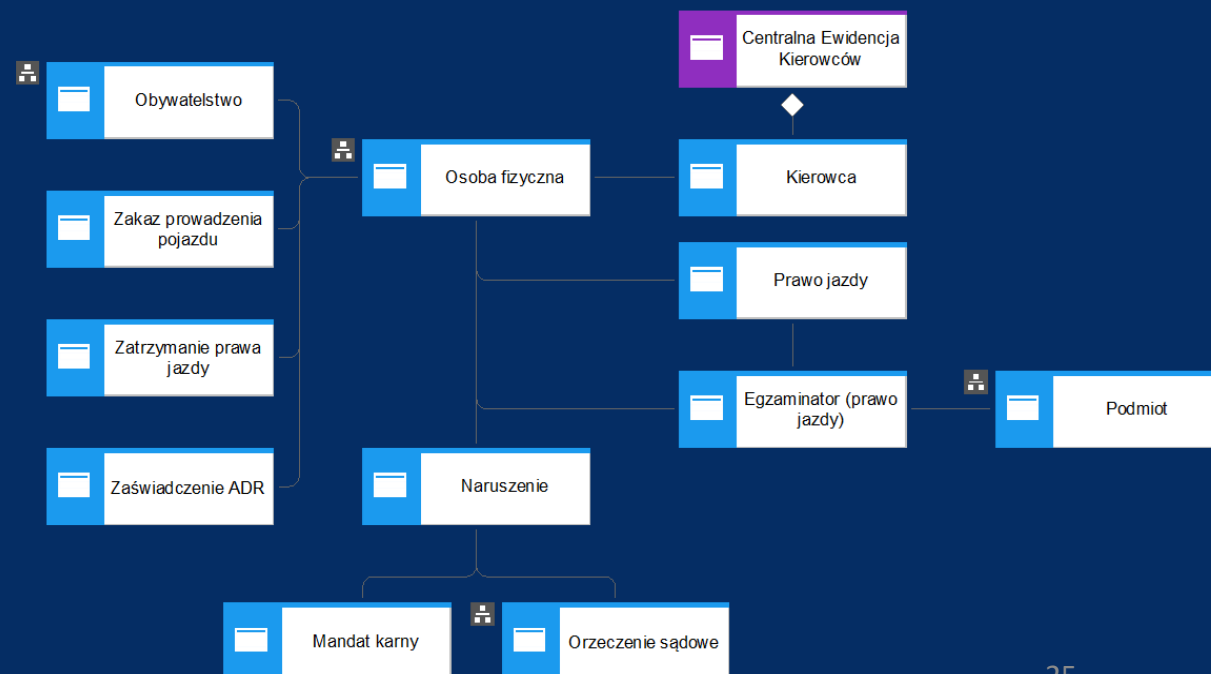 Centralna Ewidencja
Kierowców
Obywatelstwo
Osoba fizyczna
Kierowca
Zakaz prowadzenia
pojazdu
Prawo jazdy
Zatrzymanie prawa
jazdy
Egzaminator (prawo
jazdy)
Podmiot
Zaświadczenie ADR
Naruszenie
Mandat karny
Orzeczenie sądowe